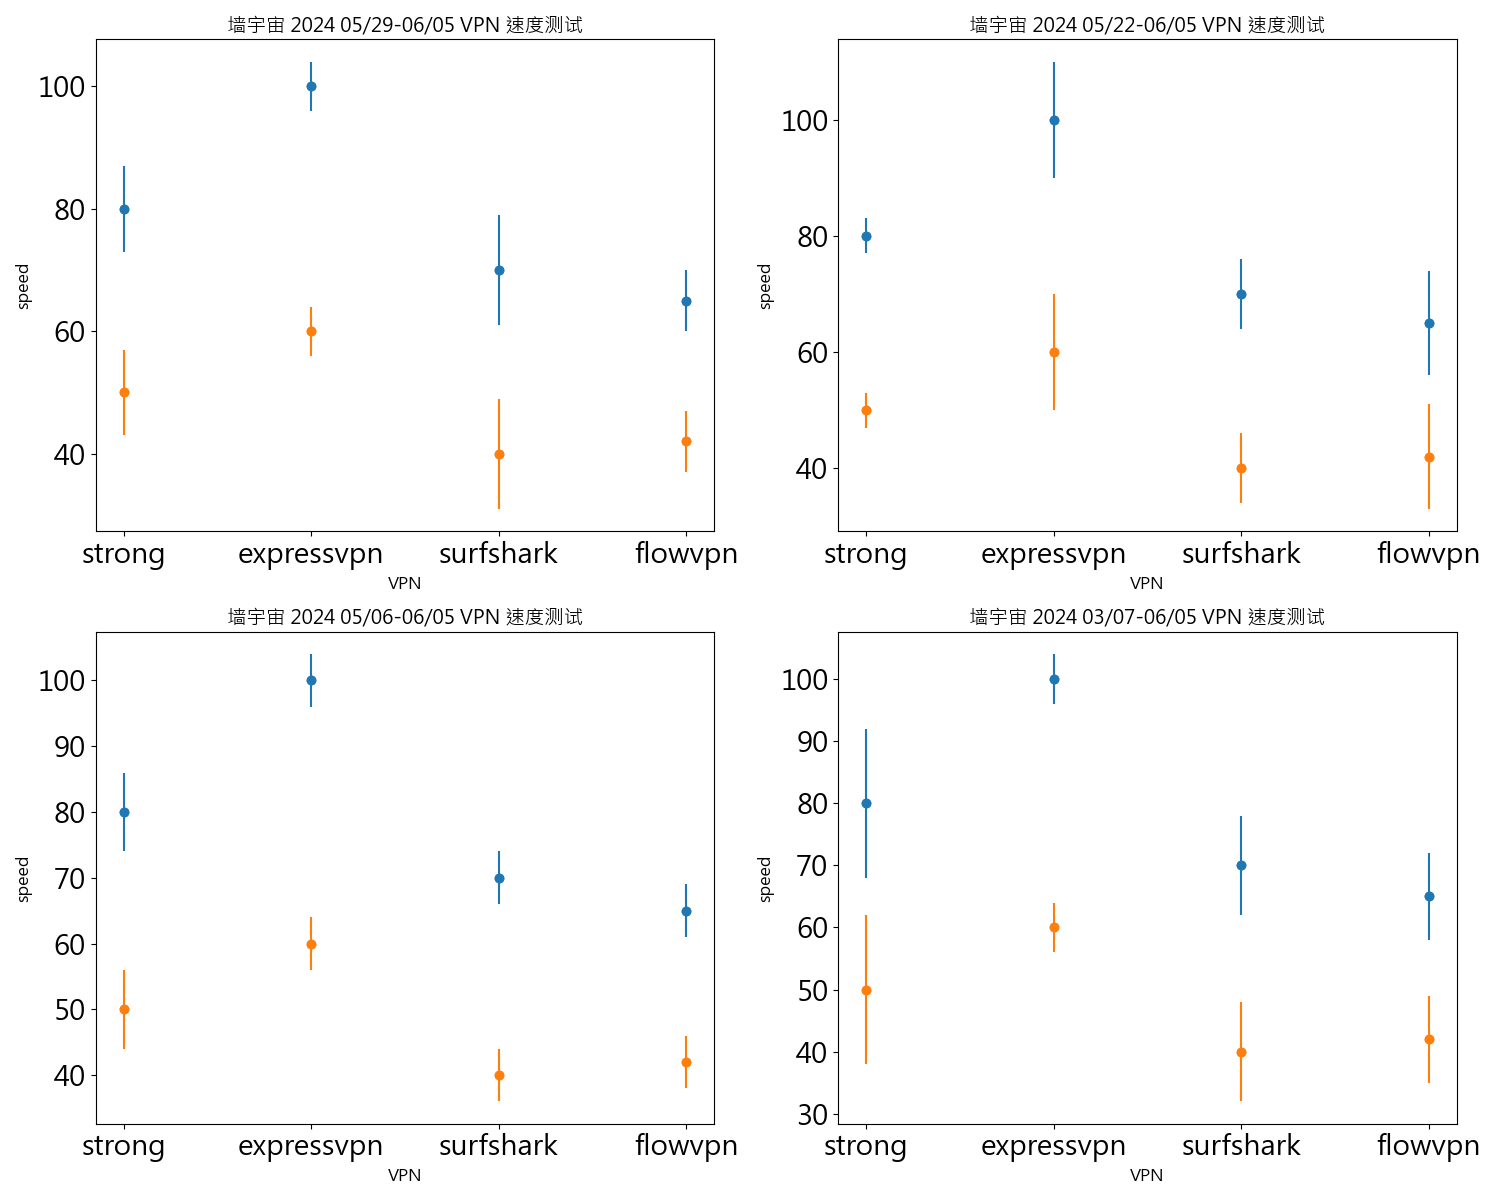 墙宇宙 2024 05/29-06/05 VPN 速度测试
100
80
60
40
speed
strong expressvpn surfshark flowvpn
VPN
墙宇宙 2024 05/22-06/05 VPN 速度测试
100
80
60
40
speed
strong expressvpn surfshark flowvpn
VPN
墙宇宙 2024 05/06-06/05 VPN 速度测试
100
90
80
70
60
50
40
speed
strong expressvpn surfshark flowvpn
VPN
墙宇宙 2024 03/07-06/05 VPN 速度测试
100
90
80
70
60
50
40
30
speed
strong expressvpn surfshark flowvpn
VPN